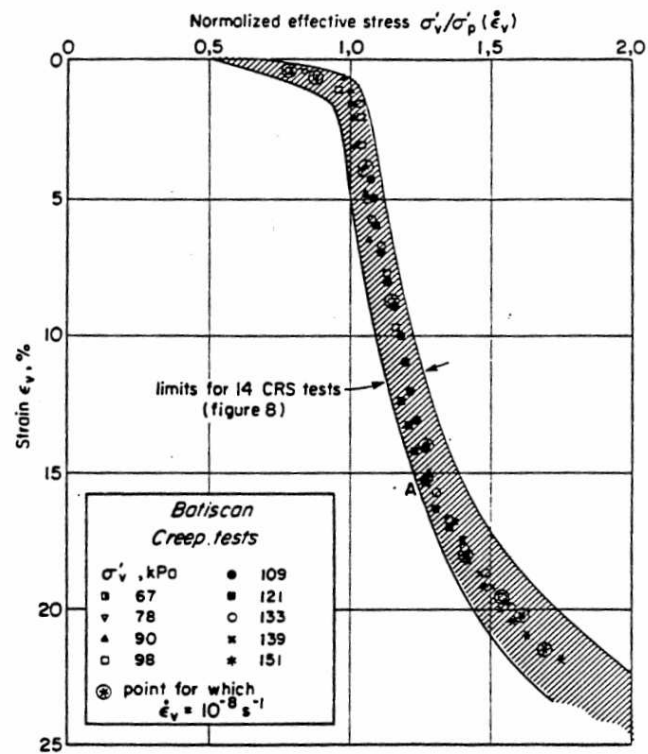 Normalized effective stress σ'v/σ'p (ε̇v)
0 0,5 1,0 1,5 2,0
0
5
10
15
20
25
Strain εv, %
limits for 14 CRS tests
(figure 8)
A
Batiscan
Creep.tests
σ'v , kPa
67
78
90
98
109
121
133
139
151
point for which
ε̇v = 10⁻⁸ s⁻¹